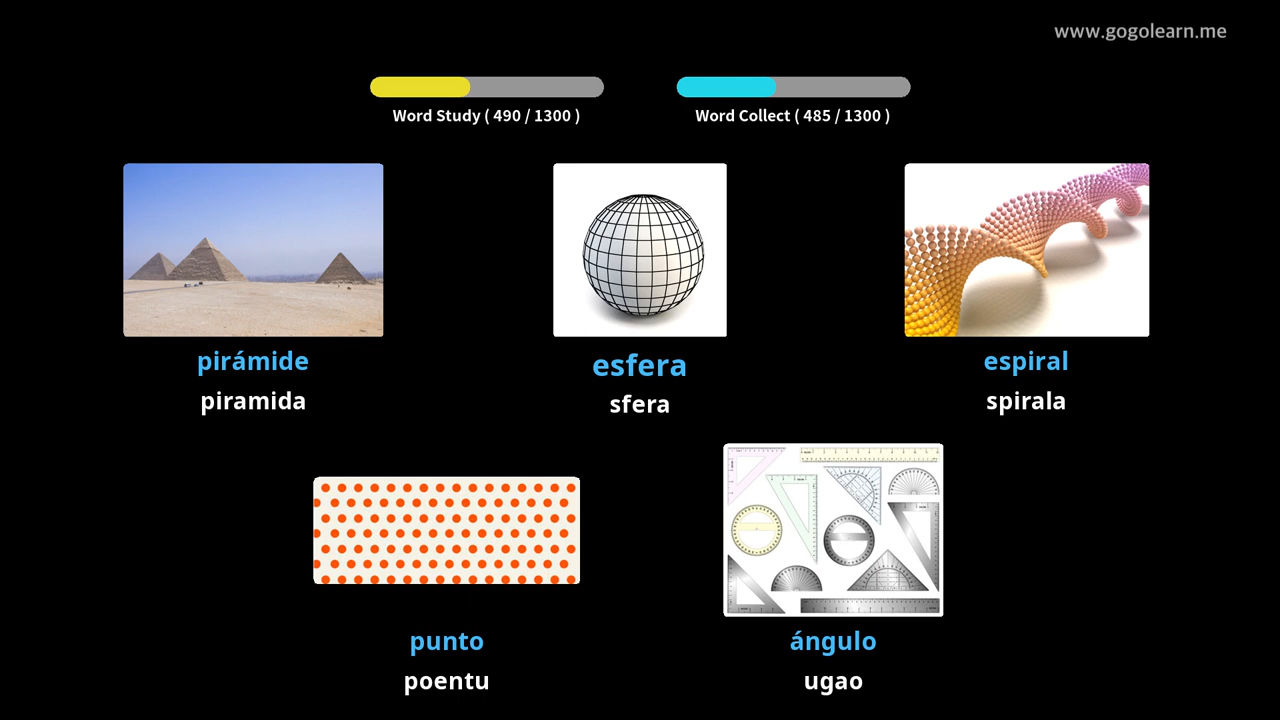 www.gogolearn.me
Word Study ( 490 / 1300 )
Word Collect ( 485 / 1300 )
pirámide
piramida
esfera
sfera
espiral
spirala
punto
poentu
ángulo
ugao